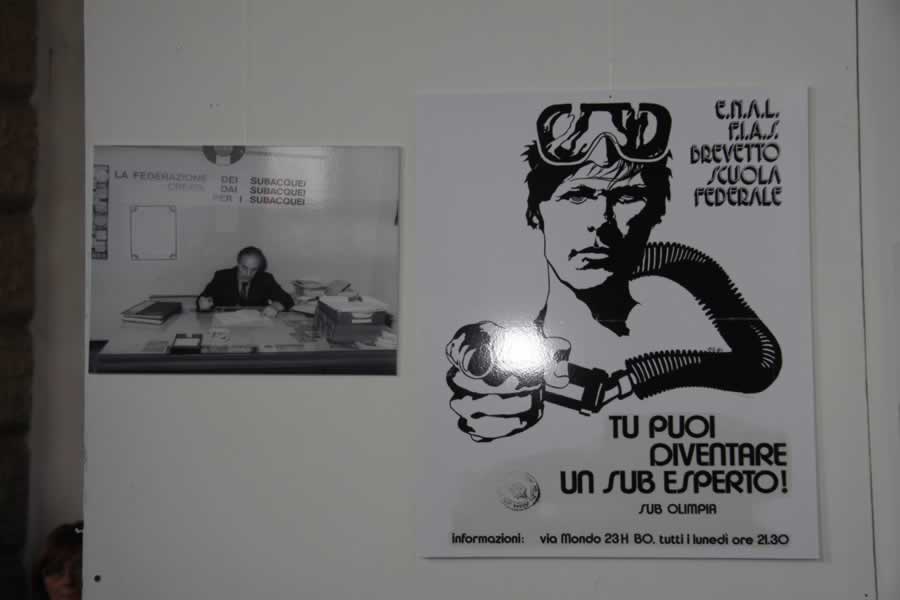 LA FEDERAZIONE DEI SUBACQUEI
CREATA DAI SUBACQUEI
PER I SUBACQUEI
E.N.A.L.
F.I.A.S.
BREVETTO
SCUOLA
FEDERALE
TU PUOI
DIVENTARE
UN SUB ESPERTO!
SUB OLIMPIA
informazioni: via Mondo 23H BO. tutti i lunedì ore 21.30